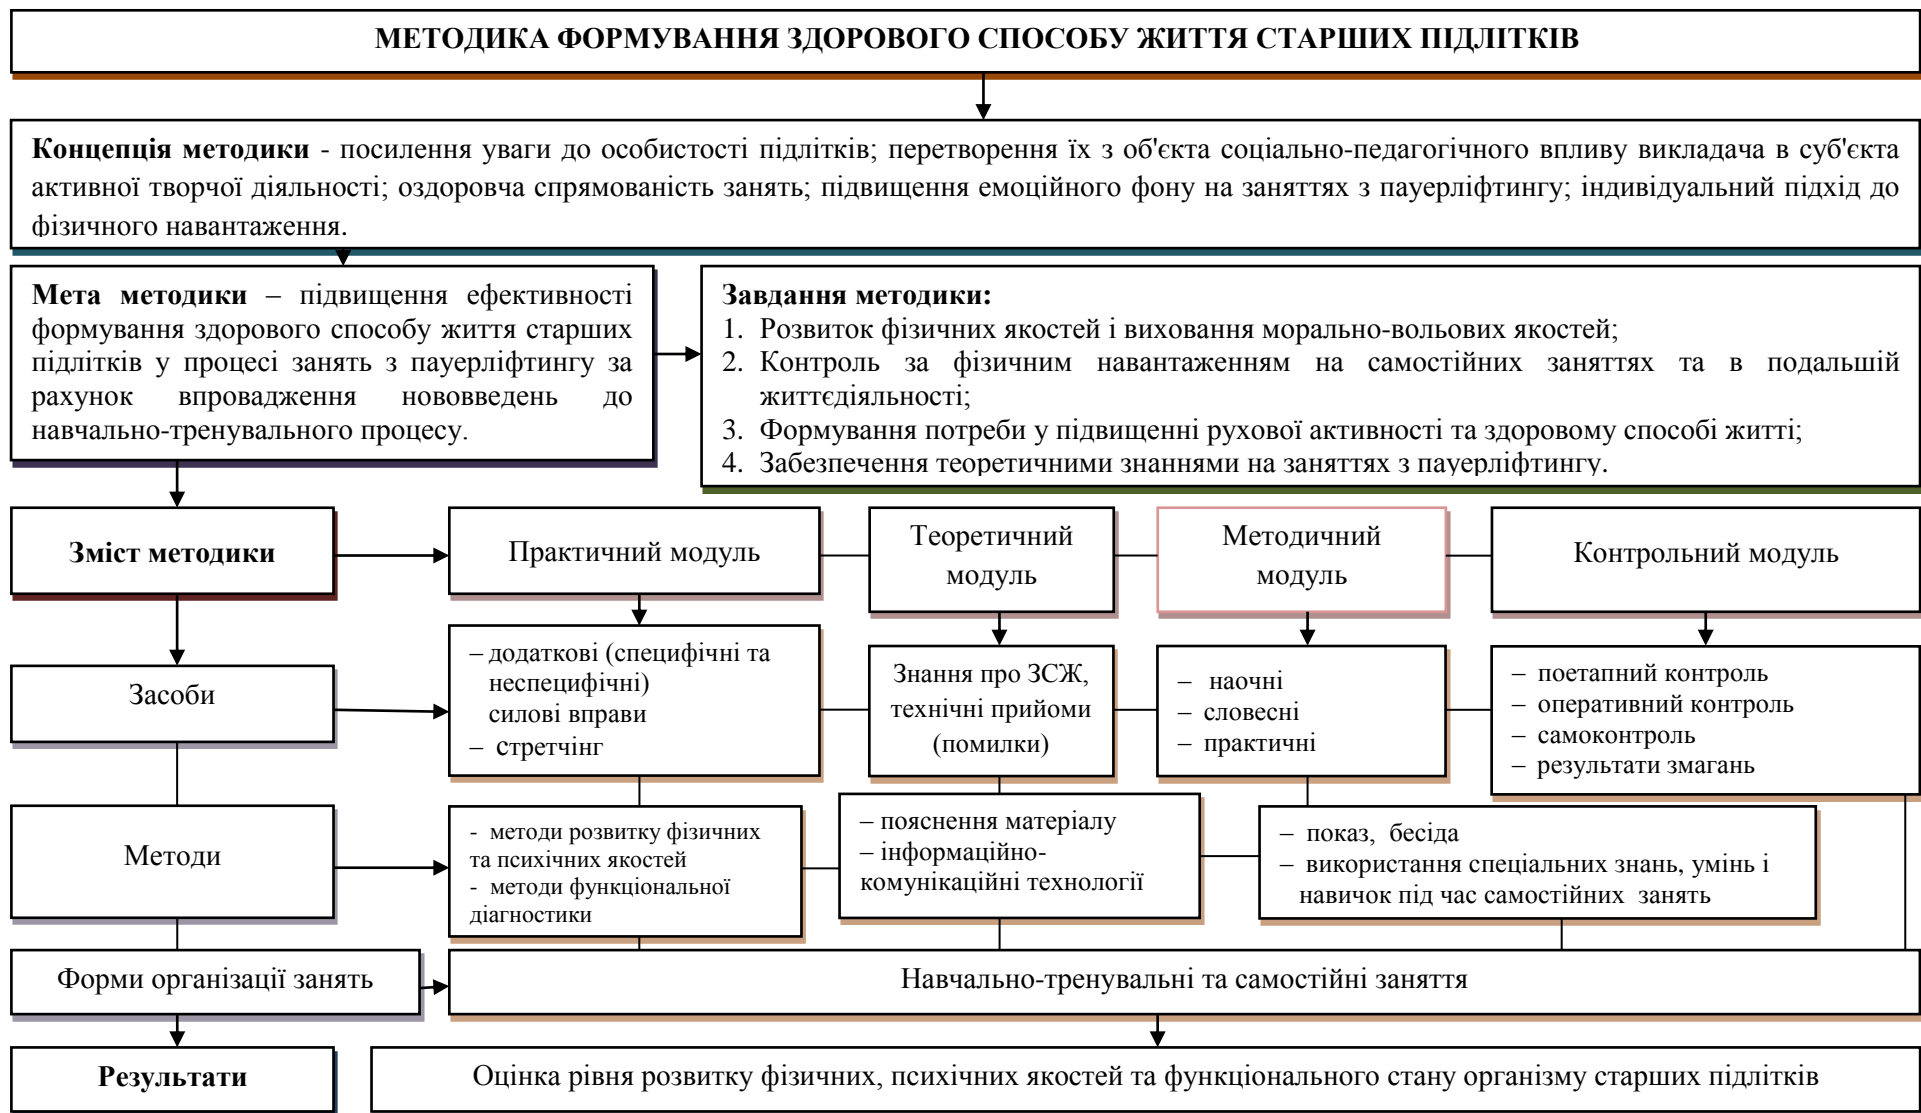 МЕТОДИКА ФОРМУВАННЯ ЗДОРОВОГО СПОСОБУ ЖИТТЯ СТАРШИХ ПІДЛІТКІВ
Концепція методики - посилення уваги до особистості підлітків; перетворення їх з об'єкта соціально-педагогічного впливу викладача в суб'єкта
активної творчої діяльності; оздоровча спрямованість занять; підвищення емоційного фону на заняттях з пауерліфтингу; індивідуальний підхід до
фізичного навантаження.
Мета методики – підвищення ефективності
формування здорового способу життя старших
підлітків у процесі занять з пауерліфтингу за
рахунок впровадження нововведень до
навчально-тренувального процесу.
Завдання методики:
1. Розвиток фізичних якостей і виховання морально-вольових якостей;
2. Контроль за фізичним навантаженням на самостійних заняттях та в подальшій
життєдіяльності;
3. Формування потреби у підвищенні рухової активності та здоровому способі житті;
4. Забезпечення теоретичними знаннями на заняттях з пауерліфтингу.
Зміст методики
Практичний модуль
Теоретичний
модуль
Методичний
модуль
Контрольний модуль
Засоби
– додаткові (специфічні та
неспецифічні)
силові вправи
– стретчінг
Знання про ЗСЖ,
технічні прийоми
(помилки)
– наочні
– словесні
– практичні
– поетапний контроль
– оперативний контроль
– самоконтроль
– результати змагань
Методи
- методи розвитку фізичних
та психічних якостей
- методи функціональної
діагностики
– пояснення матеріалу
– інформаційно-
комунікаційні технології
– показ, бесіда
– використання спеціальних знань, умінь і
навичок під час самостійних занять
Форми організації занять
Навчально-тренувальні та самостійні заняття
Результати
Оцінка рівня розвитку фізичних, психічних якостей та функціонального стану організму старших підлітків